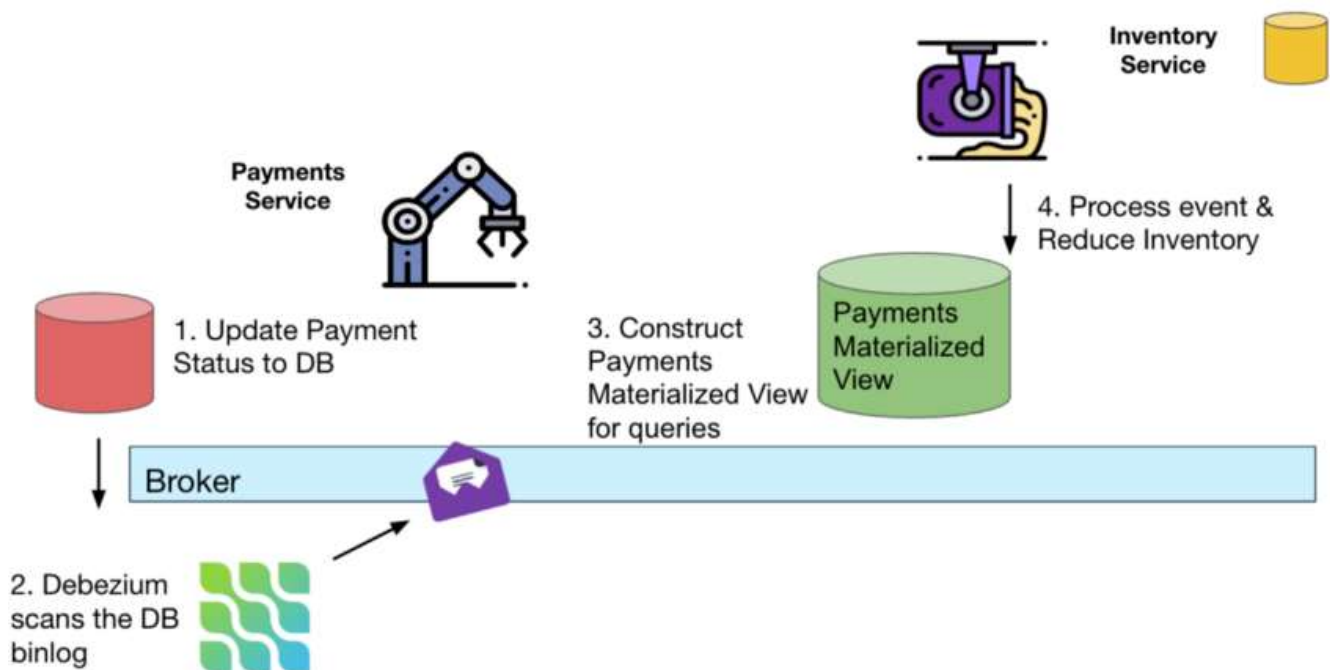 Inventory
Service
Payments
Service
4. Process event &
Reduce Inventory
1. Update Payment
Status to DB
3. Construct
Payments
Materialized View
for queries
Payments
Materialized
View
Broker
2. Debezium
scans the DB
binlog